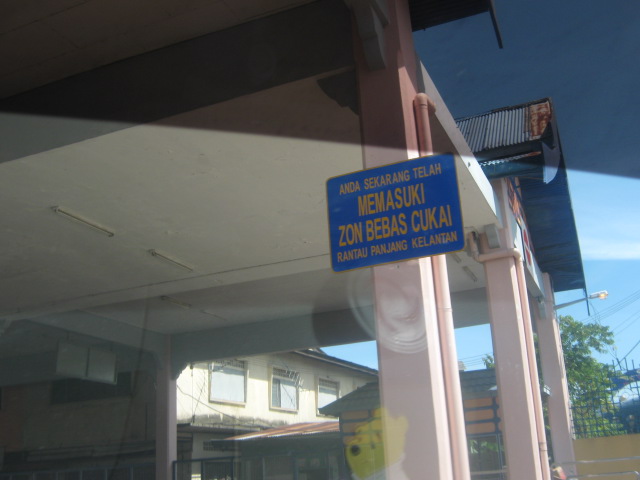 ANDA SEKARANG TELAH
MEMASUKI
ZON BEBAS CUKAI
RANTAU PANJANG KELANTAN